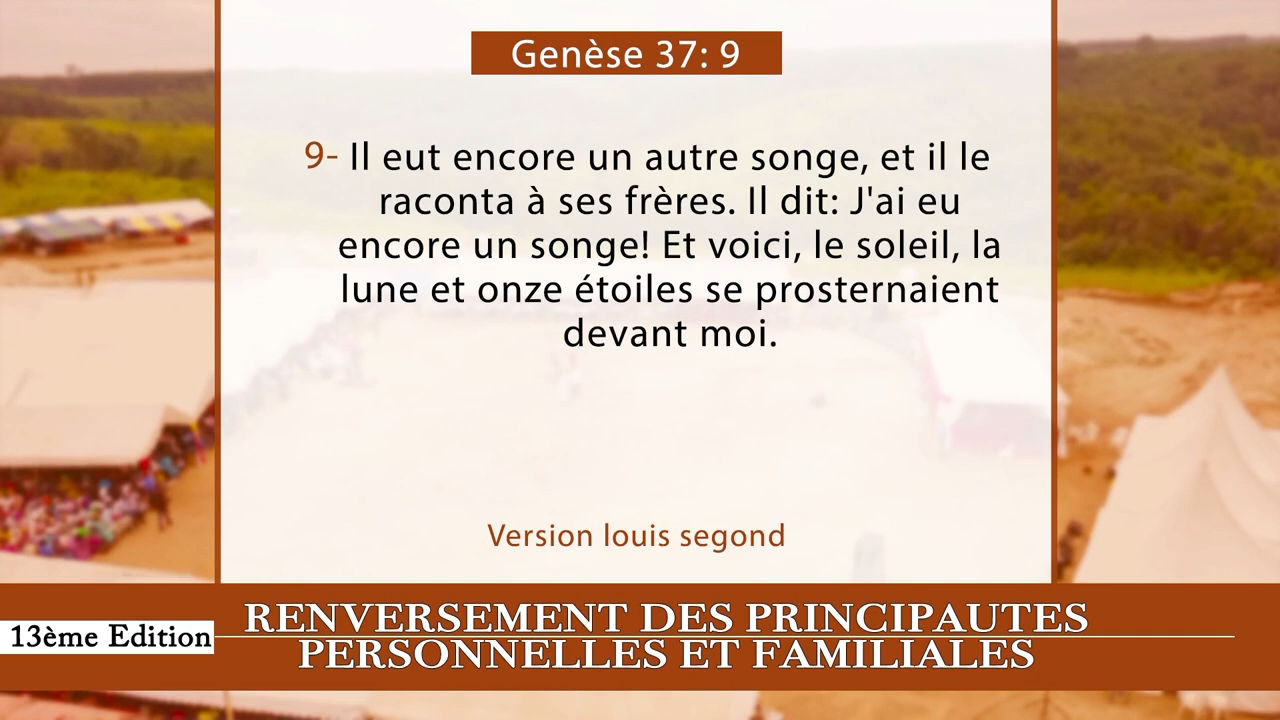 Genèse 37: 9
9- Il eut encore un autre songe, et il le
raconta à ses frères. Il dit: J'ai eu
encore un songe! Et voici, le soleil, la
lune et onze étoiles se prosternaient
devant moi.
Version louis segond
13ème Edition
RENVERSEMENT DES PRINCIPAUTES
PERSONNELLES ET FAMILIALES